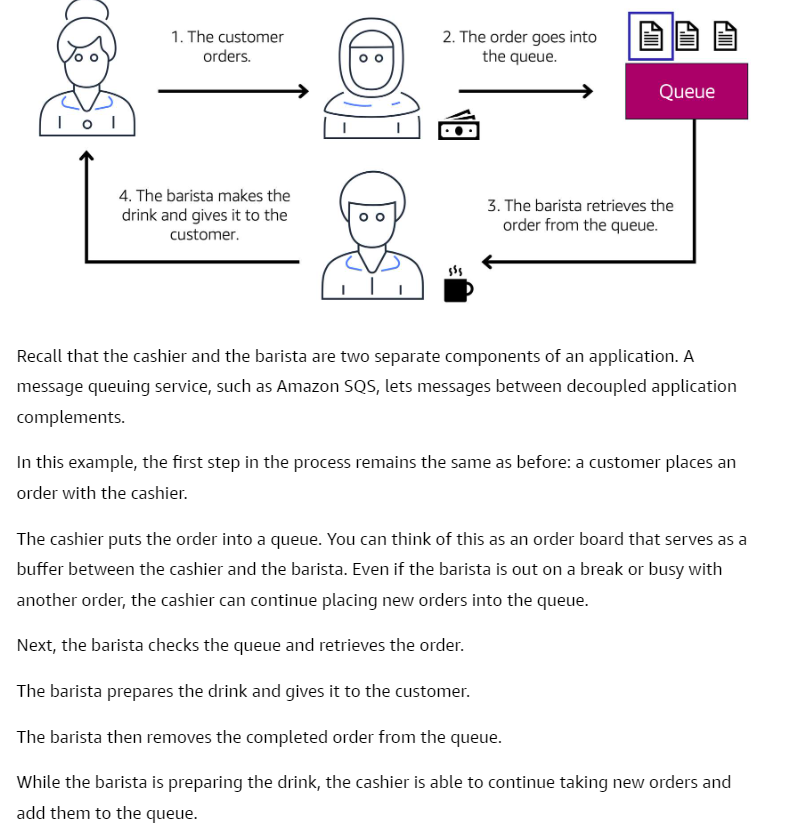 1. The customer
orders.
2. The order goes into
the queue.
Queue
4. The barista makes the
drink and gives it to the
customer.
3. The barista retrieves the
order from the queue.
Recall that the cashier and the barista are two separate components of an application. A
message queuing service, such as Amazon SQS, lets messages between decoupled application
complements.
In this example, the first step in the process remains the same as before: a customer places an
order with the cashier.
The cashier puts the order into a queue. You can think of this as an order board that serves as a
buffer between the cashier and the barista. Even if the barista is out on a break or busy with
another order, the cashier can continue placing new orders into the queue.
Next, the barista checks the queue and retrieves the order.
The barista prepares the drink and gives it to the customer.
The barista then removes the completed order from the queue.
While the barista is preparing the drink, the cashier is able to continue taking new orders and
add them to the queue.